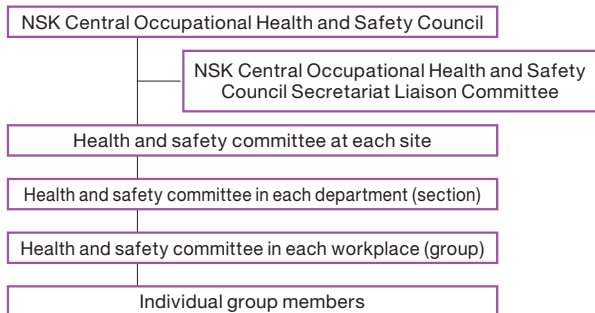 NSK Central Occupational Health and Safety Council
NSK Central Occupational Health and Safety
Council Secretariat Liaison Committee
Health and safety committee at each site
Health and safety committee in each department (section)
Health and safety committee in each workplace (group)
Individual group members